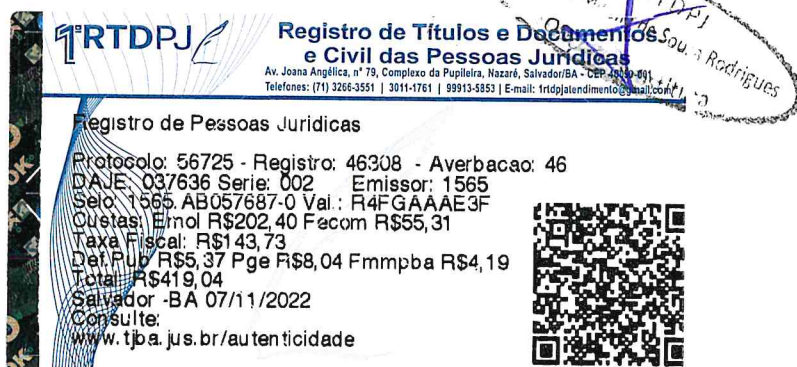 1ºRTDPJ
Registro de Títulos e Documentos
e Civil das Pessoas Jurídicas
Av. Joana Angélica, nº 79, Complexo da Pupileira, Nazaré, Salvador/BA - CEP
Telefones: (71) 3266-3551 | 3011-1761 | 99913-5853 | E-mail: 1rtdpjatendimento@gmail.com
Rodrigues
Registro de Pessoas Juridicas
Protocolo: 56725 - Registro: 46308 - Averbacao: 46
DAJE: 037636 Serie: 002 Emissor: 1565
Selo: 1565.AB057687-0 Val.: R4FGAAAE3F
Custas: Emol R$202,40 Fecom R$55,31
Taxa Fiscal: R$143,73
Def.Pub R$5,37 Pge R$8,04 Fmmpba R$4,19
Total: R$419,04
Salvador -BA 07/11/2022
Consulte:
www.tjba.jus.br/autenticidade